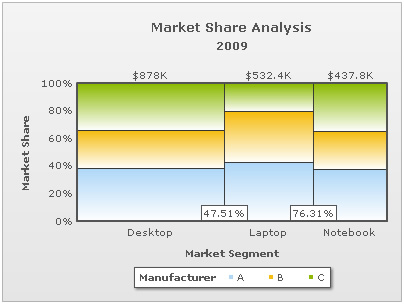 Market Share Analysis
2009
$878K $532.4K $437.8K
100%
80%
60%
40%
20%
0%
Market Share
47.51% 76.31%
Desktop Laptop Notebook
Market Segment
Manufacturer A B C